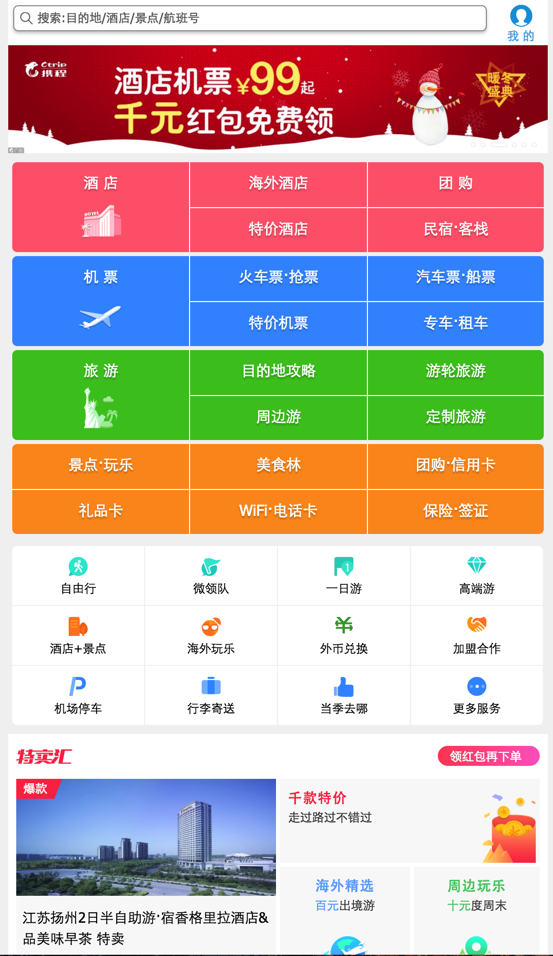 搜索:目的地/酒店/景点/航班号
我的
Ctrip
携程
酒店机票¥99起
千元红包免费领
暖冬
盛典
酒店
海外酒店
团购
HOTEL
特价酒店
民宿·客栈
机票
火车票·抢票
汽车票·船票
特价机票
专车·租车
旅游
目的地攻略
游轮旅游
周边游
定制旅游
景点·玩乐
美食林
团购·信用卡
礼品卡
WiFi·电话卡
保险·签证
自由行
微领队
1
一日游
高端游
酒店+景点
海外玩乐
外币兑换
加盟合作
机场停车
行李寄送
当季去哪
更多服务
特卖汇
领红包再下单
爆款
千款特价
走过路过不错过
海外精选
百元出境游
周边玩乐
十元度周末
江苏扬州2日半自助游·宿香格里拉酒店&
品美味早茶 特卖